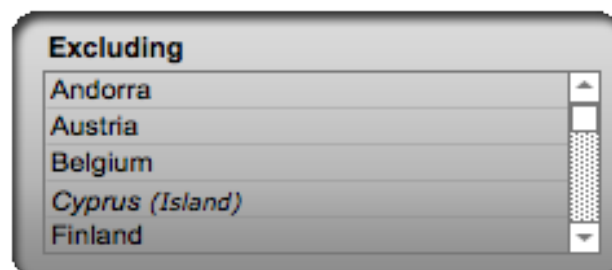 Excluding
Andorra
Austria
Belgium
Cyprus (Island)
Finland